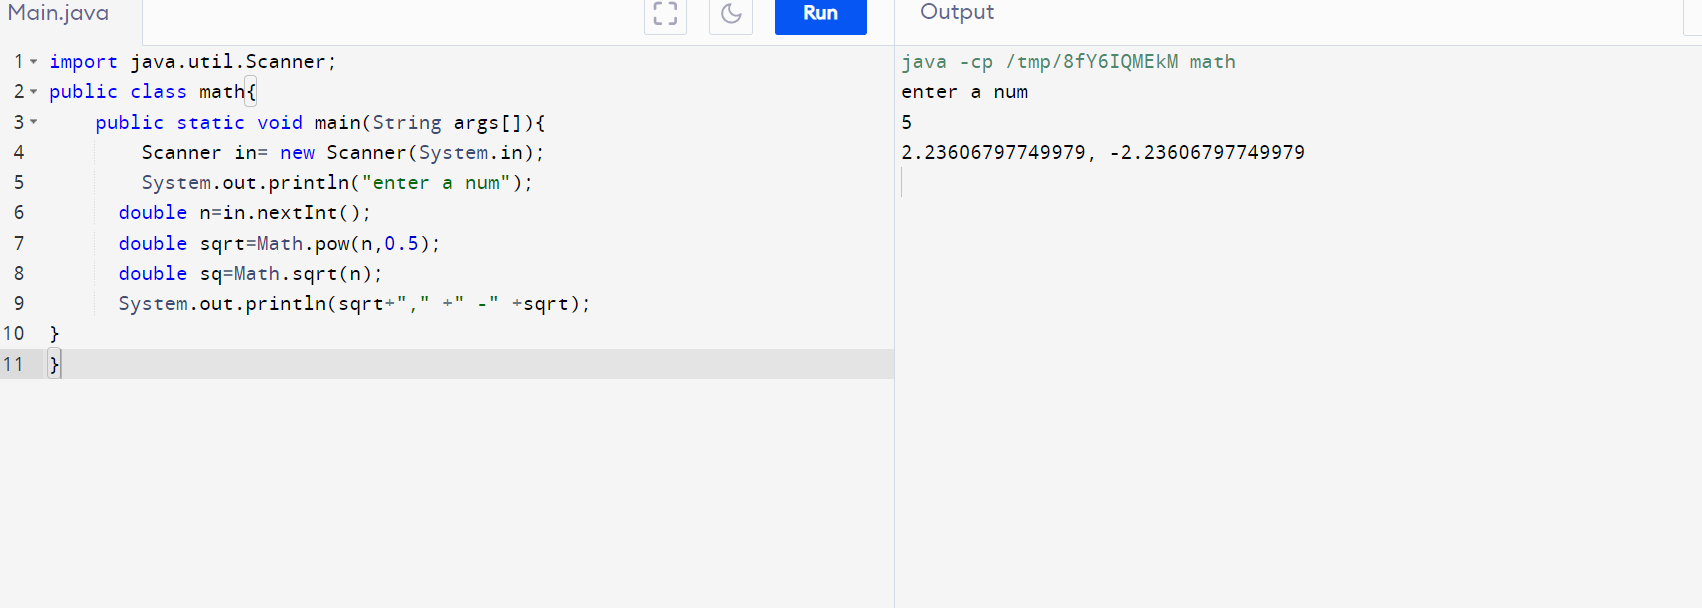 Main.java
Run
Output
1 import java.util.Scanner;
2 public class math{
3 public static void main(String args[]){
4 Scanner in= new Scanner(System.in);
5 System.out.println("enter a num");
6 double n=in.nextInt();
7 double sqrt=Math.pow(n,0.5);
8 double sq=Math.sqrt(n);
9 System.out.println(sqrt+"," +" -" +sqrt);
10 }
11 }
java -cp /tmp/8fY6IQMEkM math
enter a num
5
2.23606797749979, -2.23606797749979